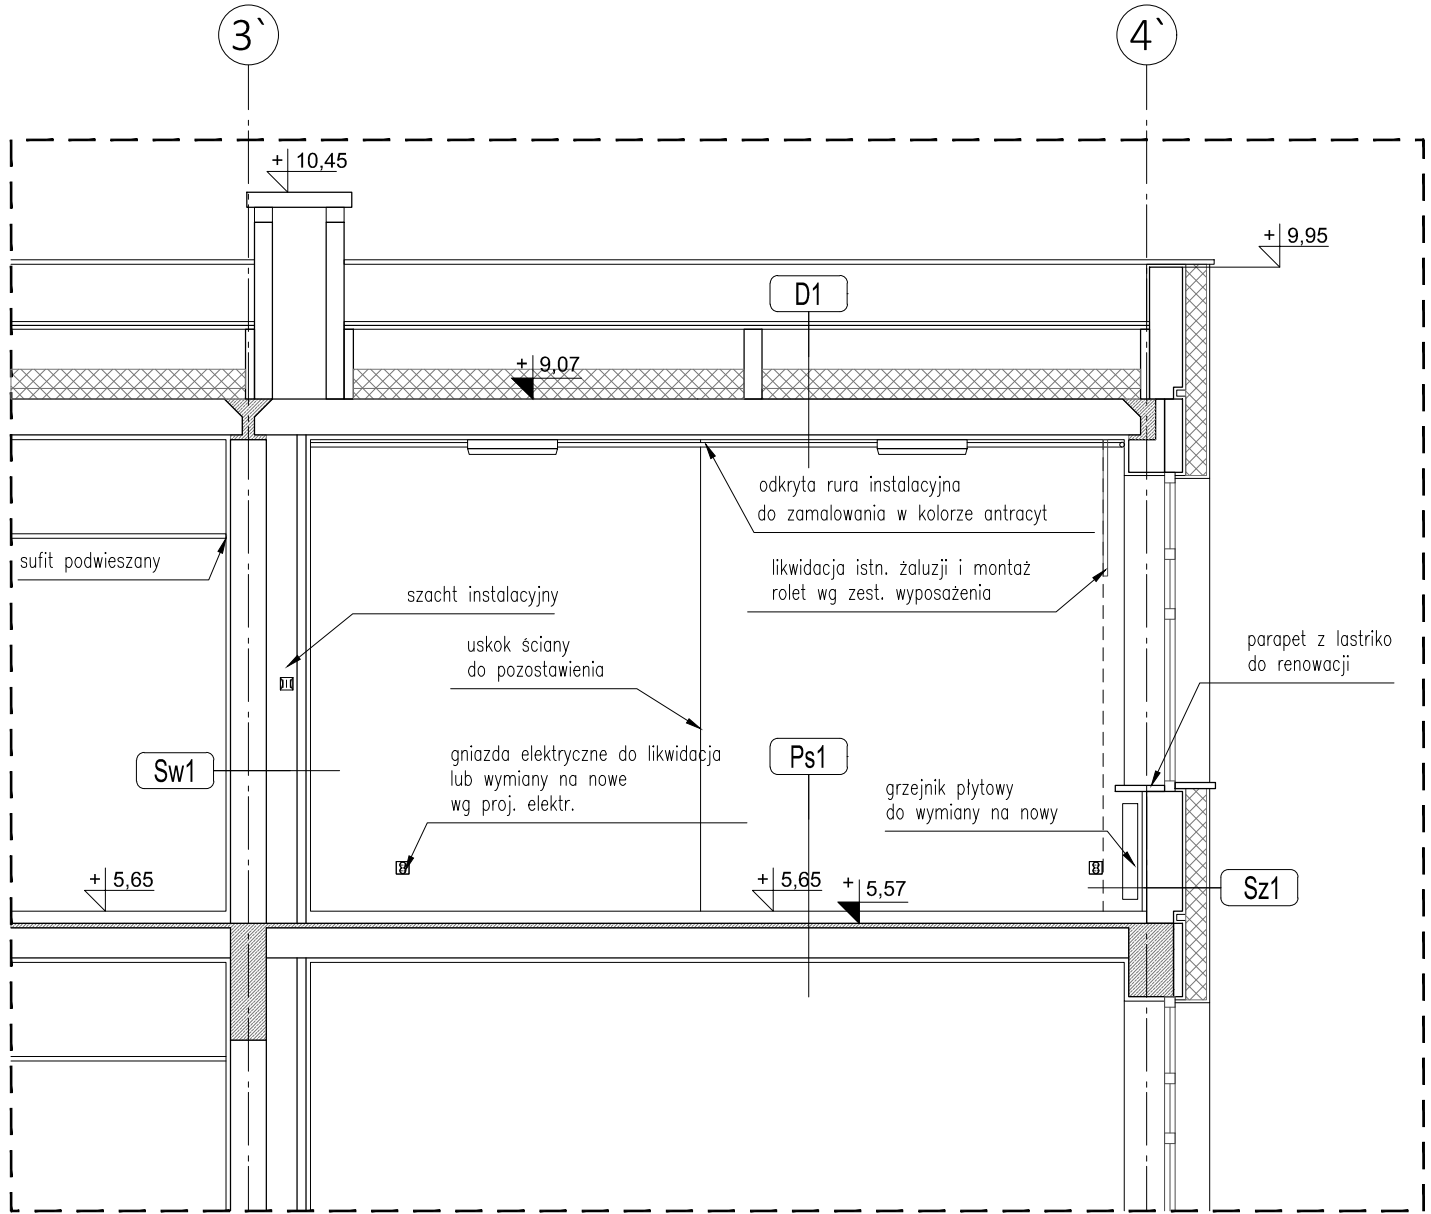 3`
4`
+ 10,45
+ 9,95
D1
+ 9,07
odkryta rura instalacyjna
do zamalowania w kolorze antracyt
sufit podwieszany
likwidacja istn. żaluzji i montaż
rolet wg zest. wyposażenia
szacht instalacyjny
uskok ściany
do pozostawienia
parapet z lastriko
do renowacji
gniazda elektryczne do likwidacja
lub wymiany na nowe
wg proj. elektr.
Sw1
Ps1
grzejnik płytowy
do wymiany na nowy
+ 5,65
+ 5,65
+ 5,57
Sz1